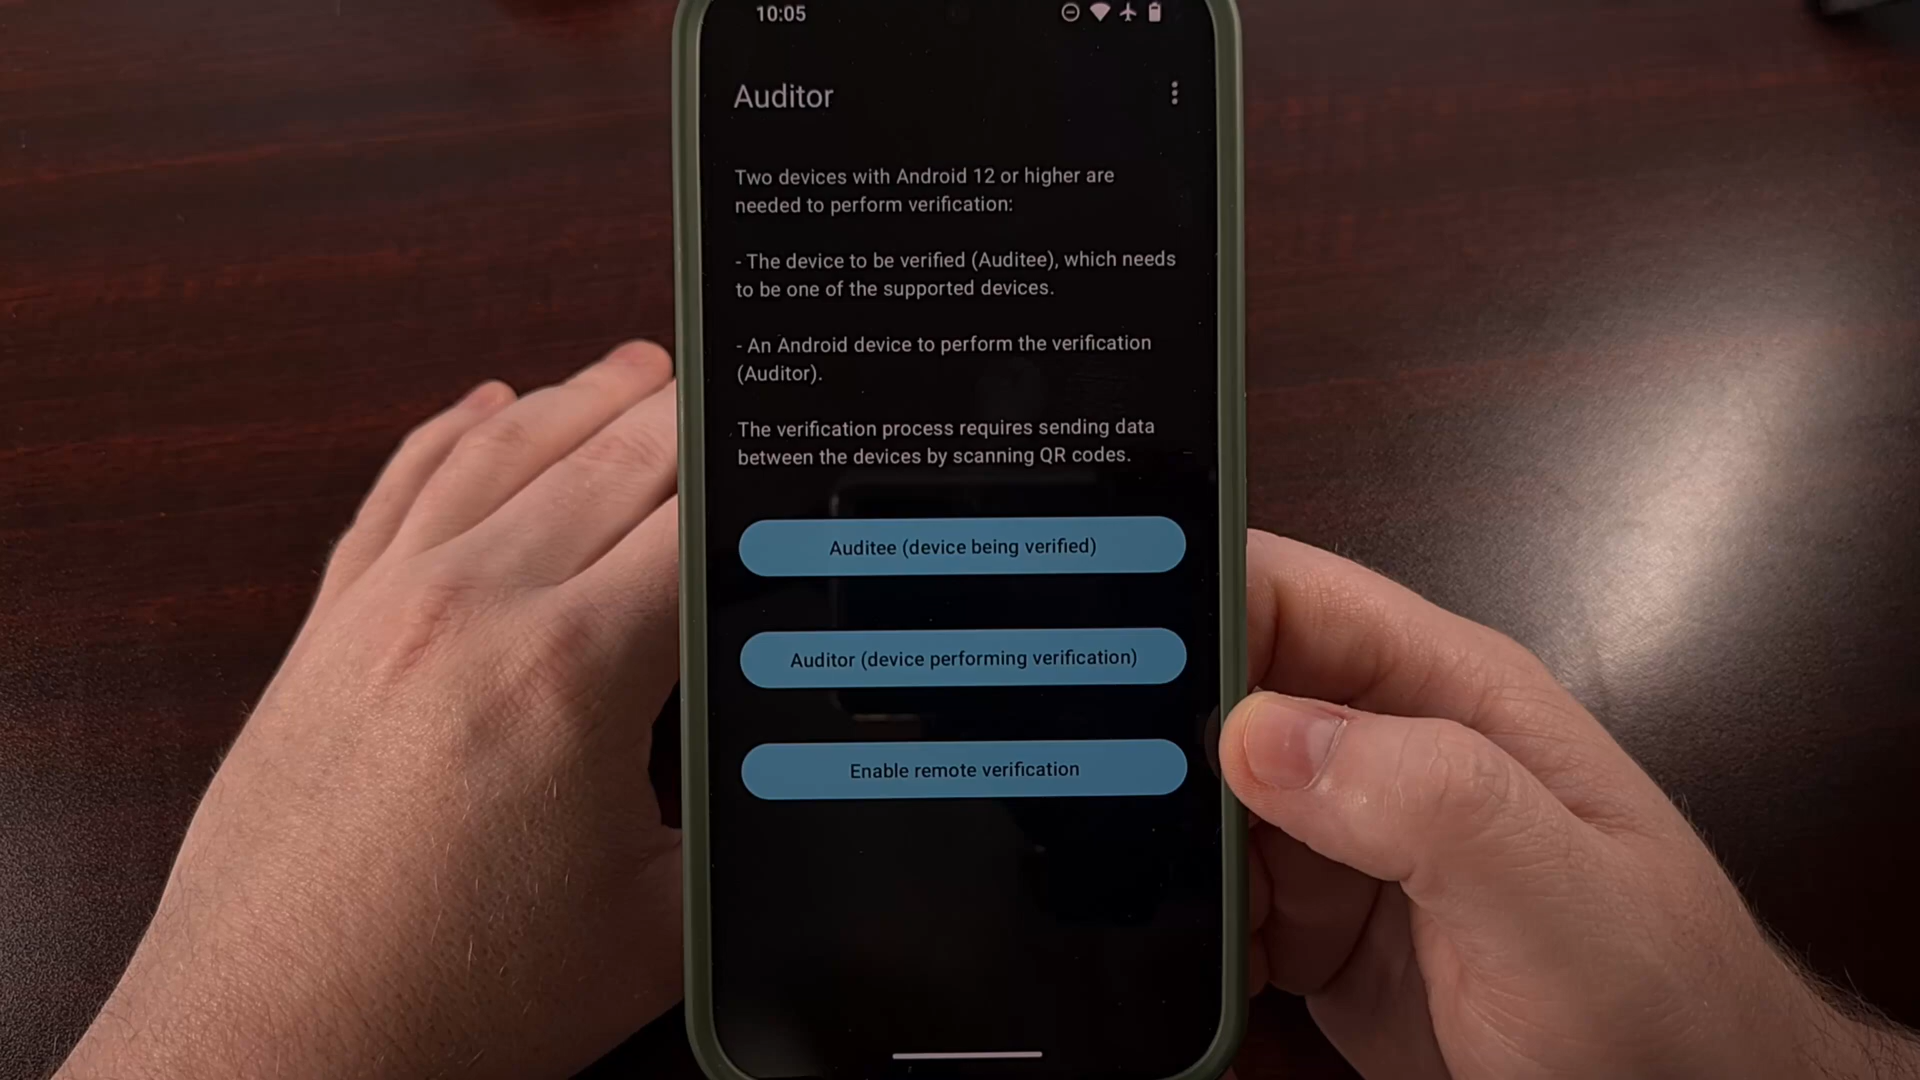 10:05
Auditor
Two devices with Android 12 or higher are
needed to perform verification:
- The device to be verified (Auditee), which needs
to be one of the supported devices.
- An Android device to perform the verification
(Auditor).
The verification process requires sending data
between the devices by scanning QR codes.
Auditee (device being verified)
Auditor (device performing verification)
Enable remote verification